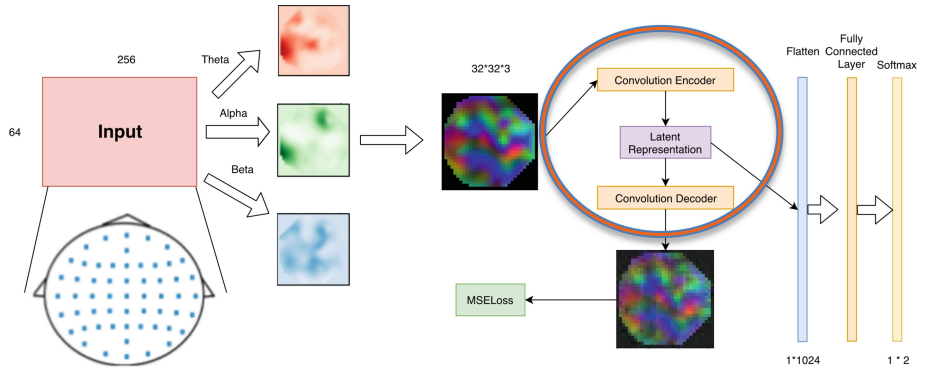 256
64
Input
Theta
Alpha
Beta
32*32*3
Convolution Encoder
Latent
Representation
Convolution Decoder
MSELoss
Flatten
Fully
Connected
Layer
Softmax
1*1024
1 * 2